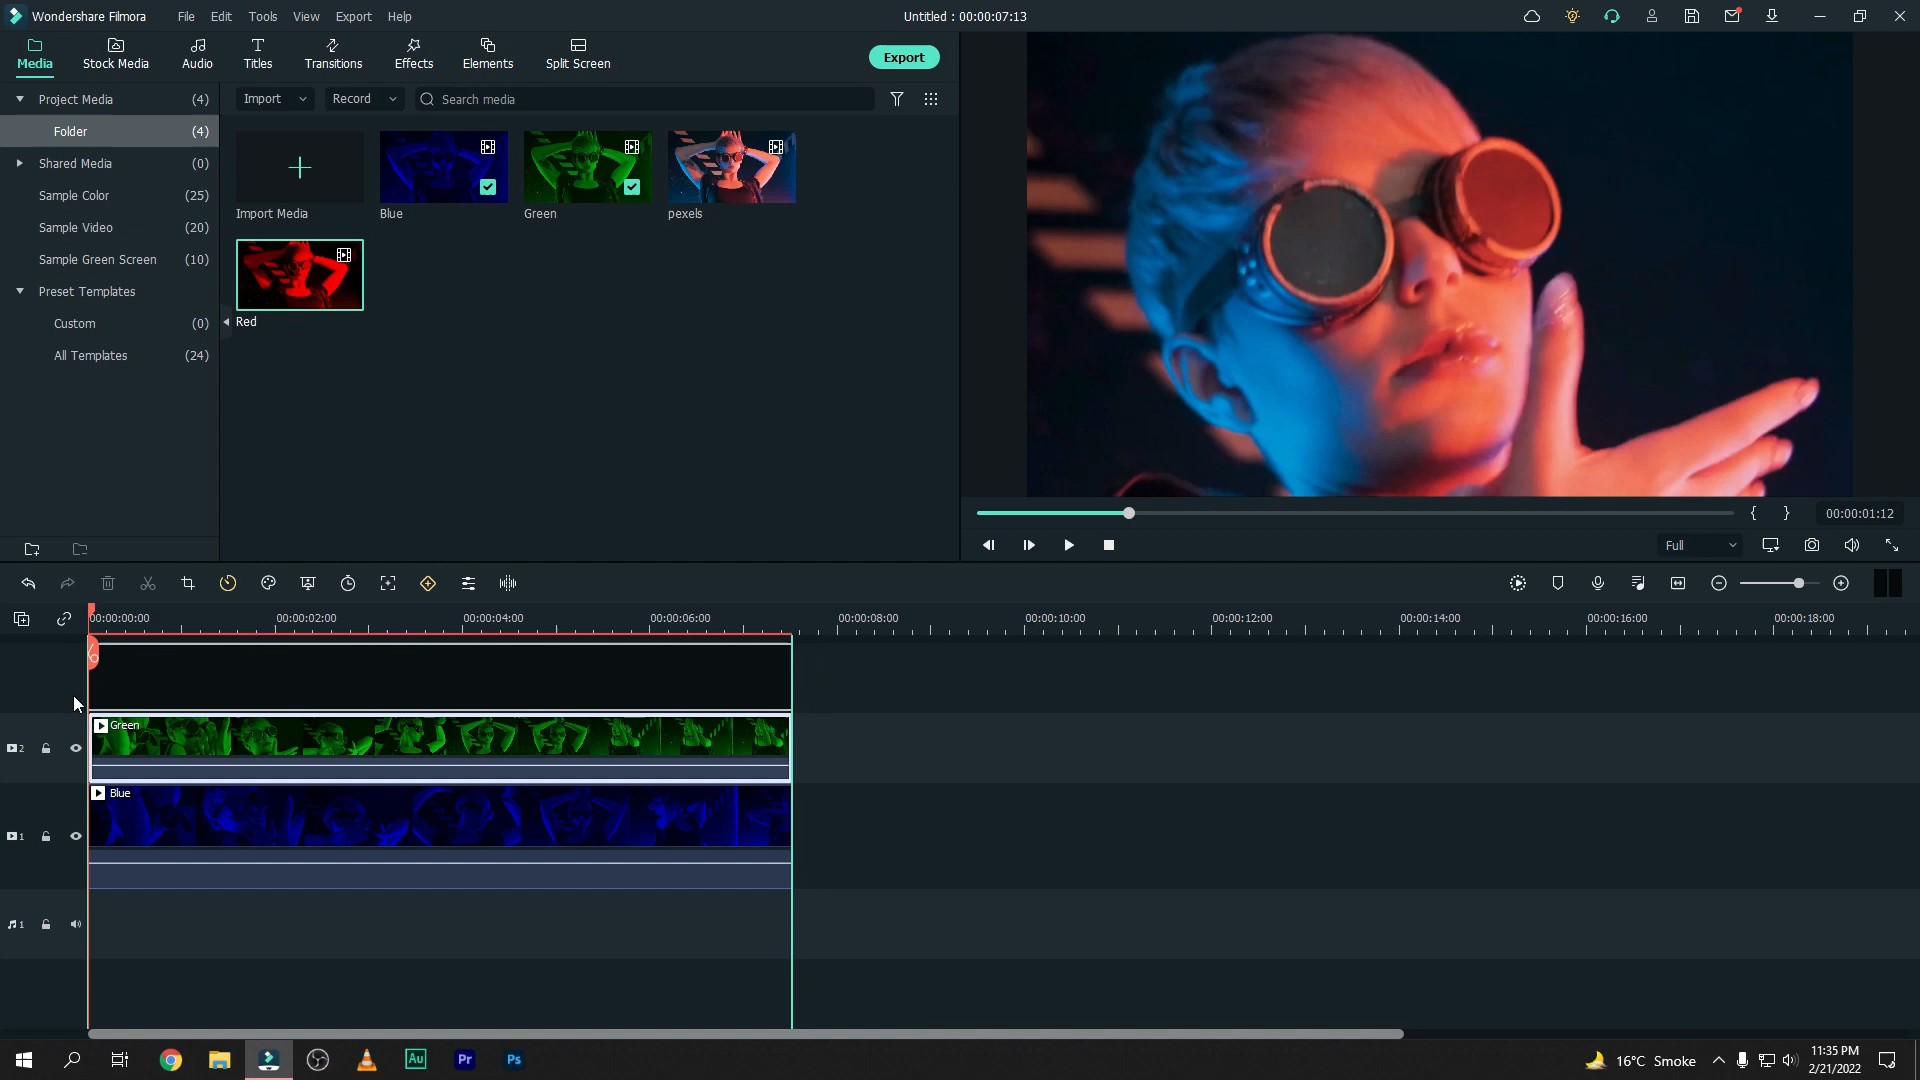 Wondershare Filmora File Edit Tools View Export Help Untitled : 00:00:07:13
Media Stock Media Audio Titles Transitions Effects Elements Split Screen Export
Project Media (4) Import Record Search media
Folder (4)
Shared Media (0)
Sample Color (25)
Import Media Blue Green pexels
Sample Video (20)
Sample Green Screen (10)
Preset Templates
Custom (0) Red
All Templates (24)
{ } 00:00:01:12
Full
00:00:00:00 00:00:02:00 00:00:04:00 00:00:06:00 00:00:08:00 00:00:10:00 00:00:12:00 00:00:14:00 00:00:16:00 00:00:18:00
Green
2
Blue
1
1
Au Pr Ps 16°C Smoke 11:35 PM
2/21/2022